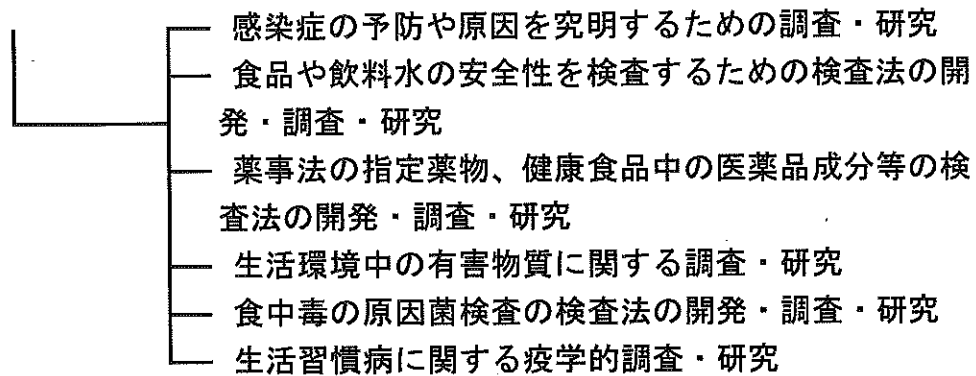 感染症の予防や原因を究明するための調査・研究
食品や飲料水の安全性を検査するための検査法の開
発・調査・研究
薬事法の指定薬物、健康食品中の医薬品成分等の検
査法の開発・調査・研究
生活環境中の有害物質に関する調査・研究
食中毒の原因菌検査の検査法の開発・調査・研究
生活習慣病に関する疫学的調査・研究